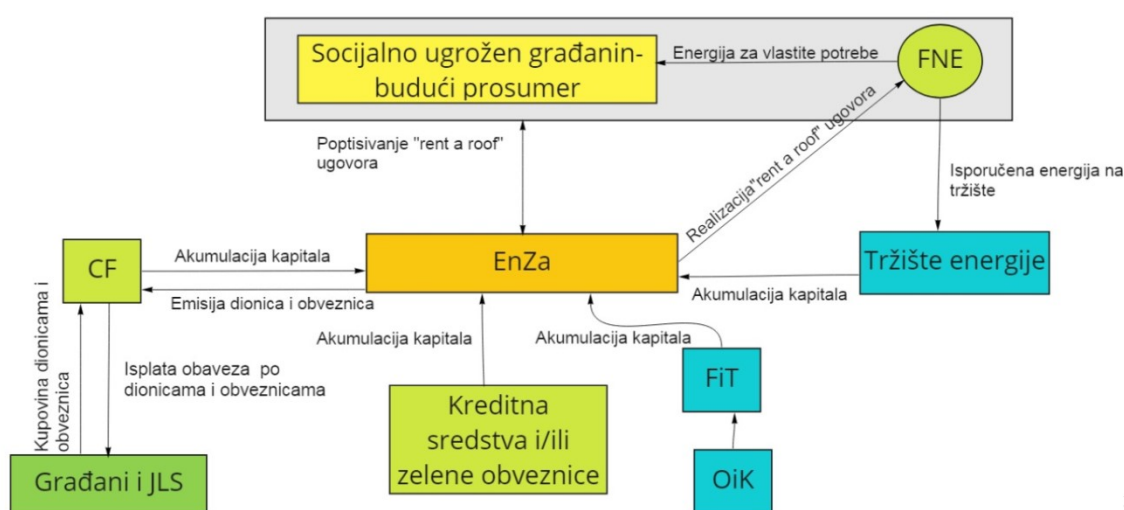 Socijalno ugrožen građanin-
budući prosumer
Energija za vlastite potrebe
FNE
Poptisivanje "rent a roof"
ugovora
Realizacija"rent a roof" ugovora
Isporučena energija na
tržište
CF
Akumulacija kapitala
EnZa
Tržište energije
Emisija dionica i obveznica
Akumulacija kapitala
Kupovina dionicama i
obveznica
Isplata obaveza po
dionicama i obveznicama
Akumulacija kapitala
Akumulacija kapitala
FiT
Kreditna
sredstva i/ili
zelene obveznice
Građani i JLS
OiK